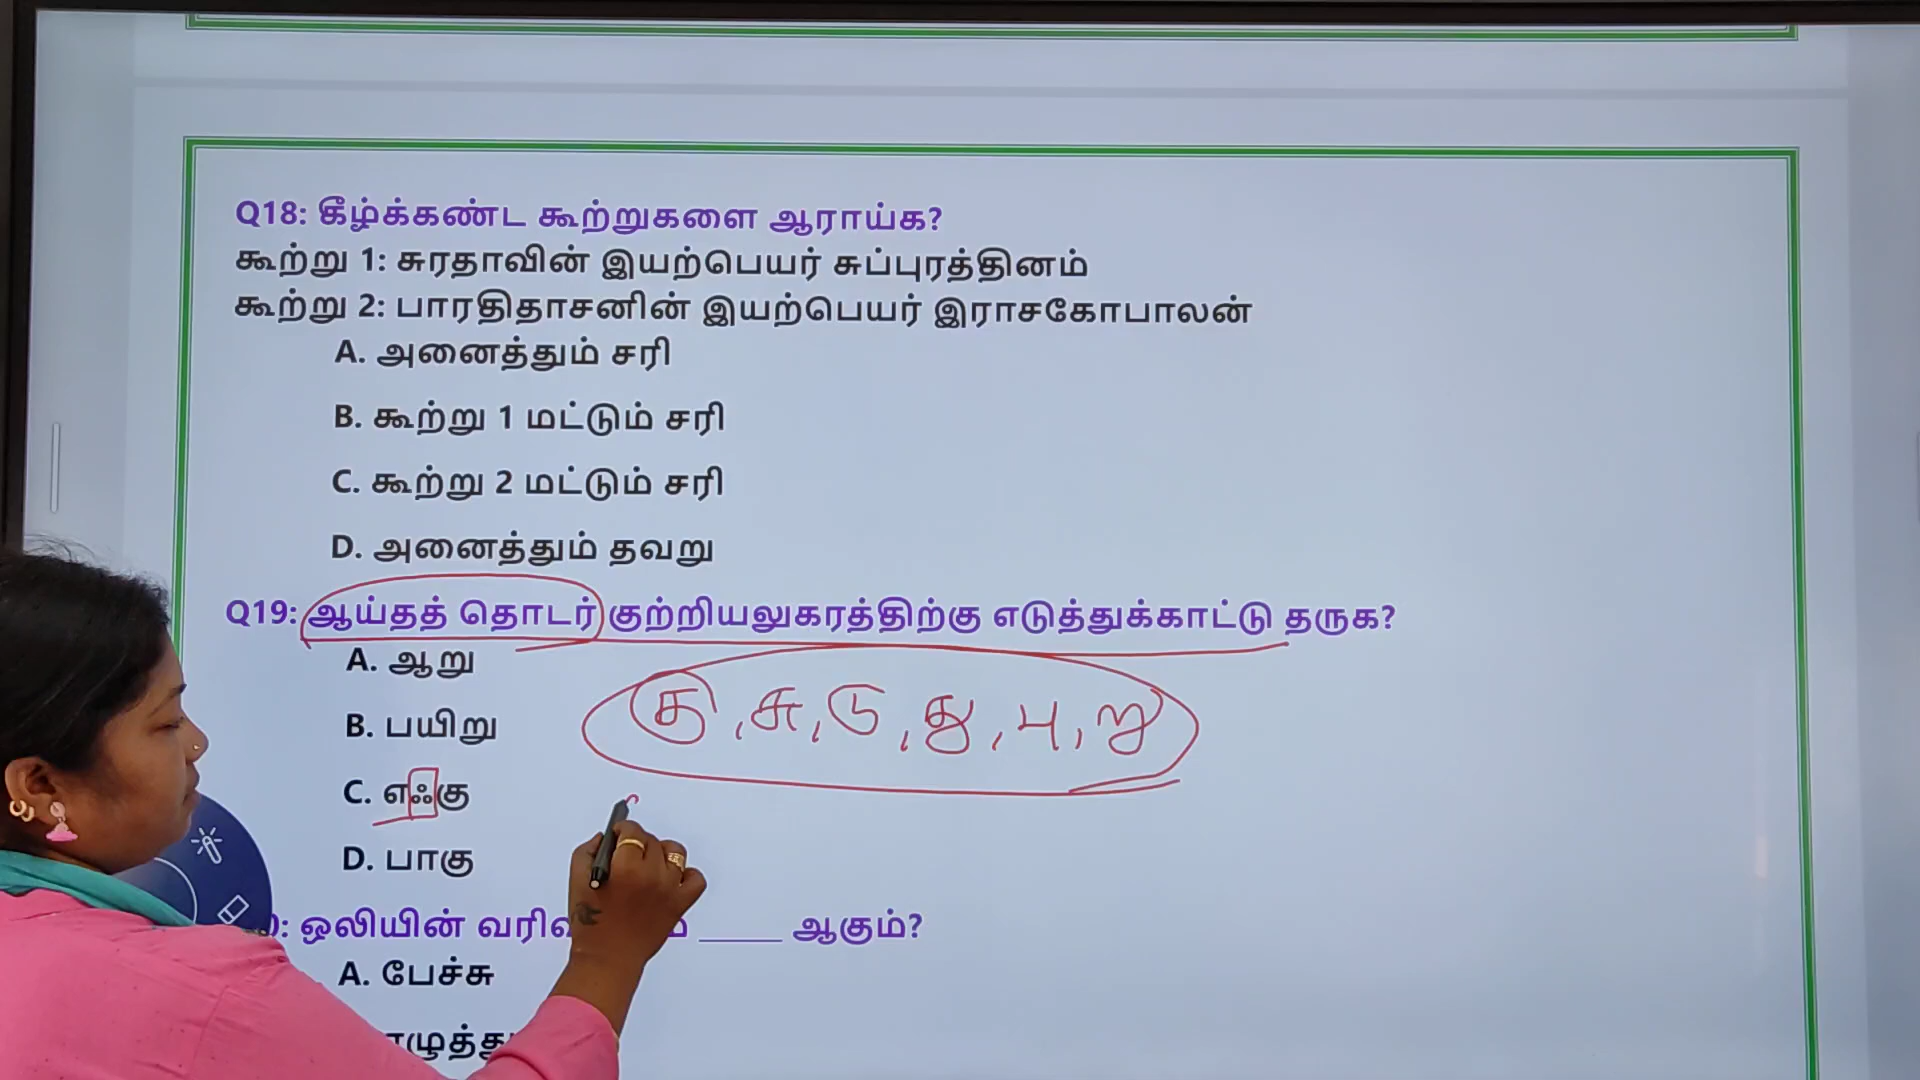 Q18: கீழ்க்கண்ட கூற்றுகளை ஆராய்க?
கூற்று 1: சுரதாவின் இயற்பெயர் சுப்புரத்தினம்
கூற்று 2: பாரதிதாசனின் இயற்பெயர் இராசகோபாலன்
A. அனைத்தும் சரி
B. கூற்று 1 மட்டும் சரி
C. கூற்று 2 மட்டும் சரி
D. அனைத்தும் தவறு
Q19: ஆய்தத் தொடர் குற்றியலுகரத்திற்கு எடுத்துக்காட்டு தருக?
A. ஆறு
B. பயிறு
கு, சு, டு, து, பு, று
C. எஃகு
D. பாகு
ஒலியின் _____ ஆகும்?
A. பேச்சு